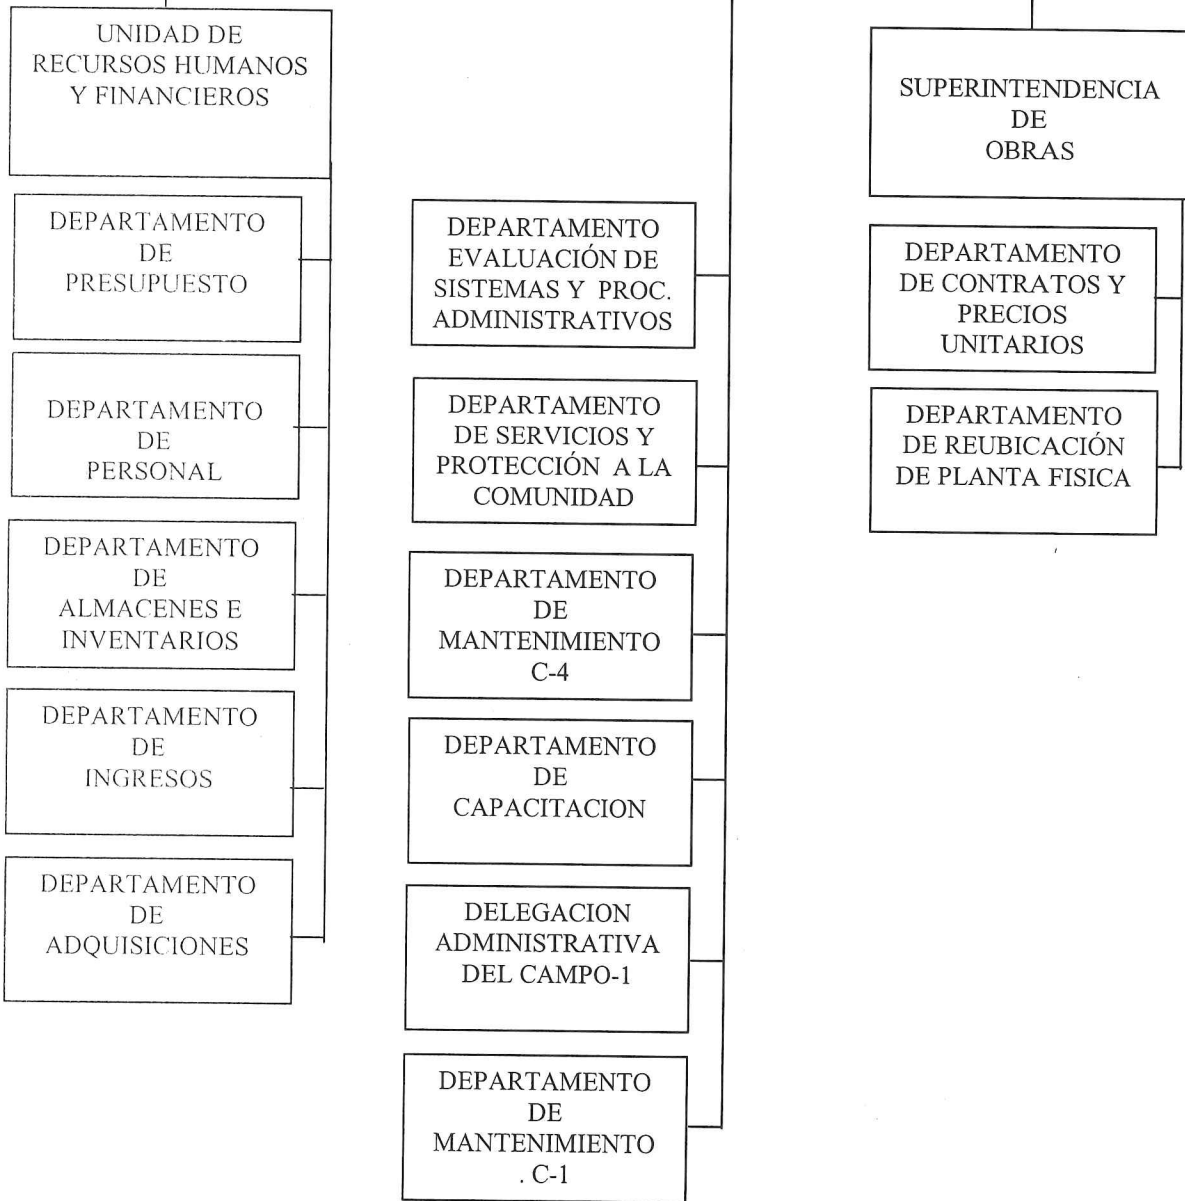 UNIDAD DE
RECURSOS HUMANOS
Y FINANCIEROS
DEPARTAMENTO
DE
PRESUPUESTO
DEPARTAMENTO
DE
PERSONAL
DEPARTAMENTO
DE
ALMACENES E
INVENTARIOS
DEPARTAMENTO
DE
INGRESOS
DEPARTAMENTO
DE
ADQUISICIONES
DEPARTAMENTO
EVALUACIÓN DE
SISTEMAS Y PROC.
ADMINISTRATIVOS
DEPARTAMENTO
DE SERVICIOS Y
PROTECCIÓN A LA
COMUNIDAD
DEPARTAMENTO
DE
MANTENIMIENTO
C-4
DEPARTAMENTO
DE
CAPACITACION
DELEGACION
ADMINISTRATIVA
DEL CAMPO-1
DEPARTAMENTO
DE
MANTENIMIENTO
. C-1
SUPERINTENDENCIA
DE
OBRAS
DEPARTAMENTO
DE CONTRATOS Y
PRECIOS
UNITARIOS
DEPARTAMENTO
DE REUBICACIÓN
DE PLANTA FISICA